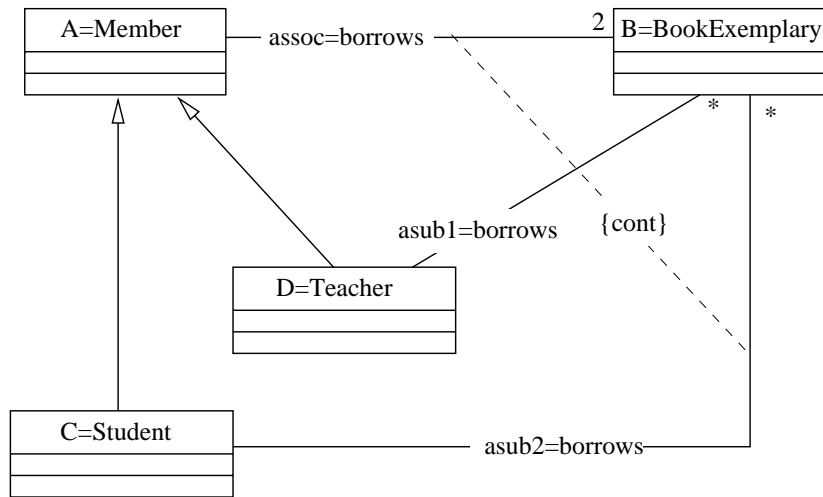 A=Member
assoc=borrows
2
B=BookExemplary
*
*
asub1=borrows
{cont}
D=Teacher
C=Student
asub2=borrows